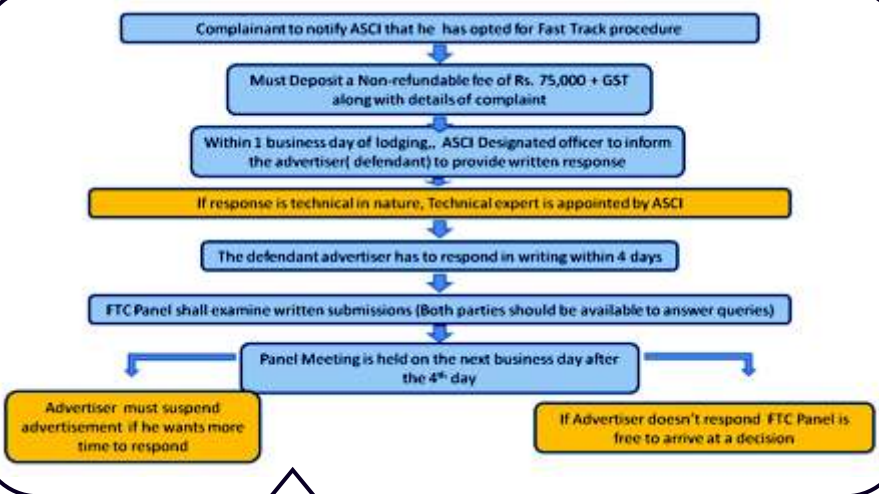 Complainant to notify ASCI that he has opted for Fast Track procedure
Must Deposit a Non-refundable fee of Rs. 75,000 + GST
along with details of complaint
Within 1 business day of lodging,, ASCI Designated officer to inform
the advertiser( defendant) to provide written response
If response is technical in nature, Technical expert is appointed by ASCI
The defendant advertiser has to respond in writing within 4 days
FTC Panel shall examine written submissions (Both parties should be available to answer queries)
Panel Meeting is held on the next business day after
the 4th day
Advertiser must suspend
advertisement if he wants more
time to respond
If Advertiser doesn't respond FTC Panel is
free to arrive at a decision